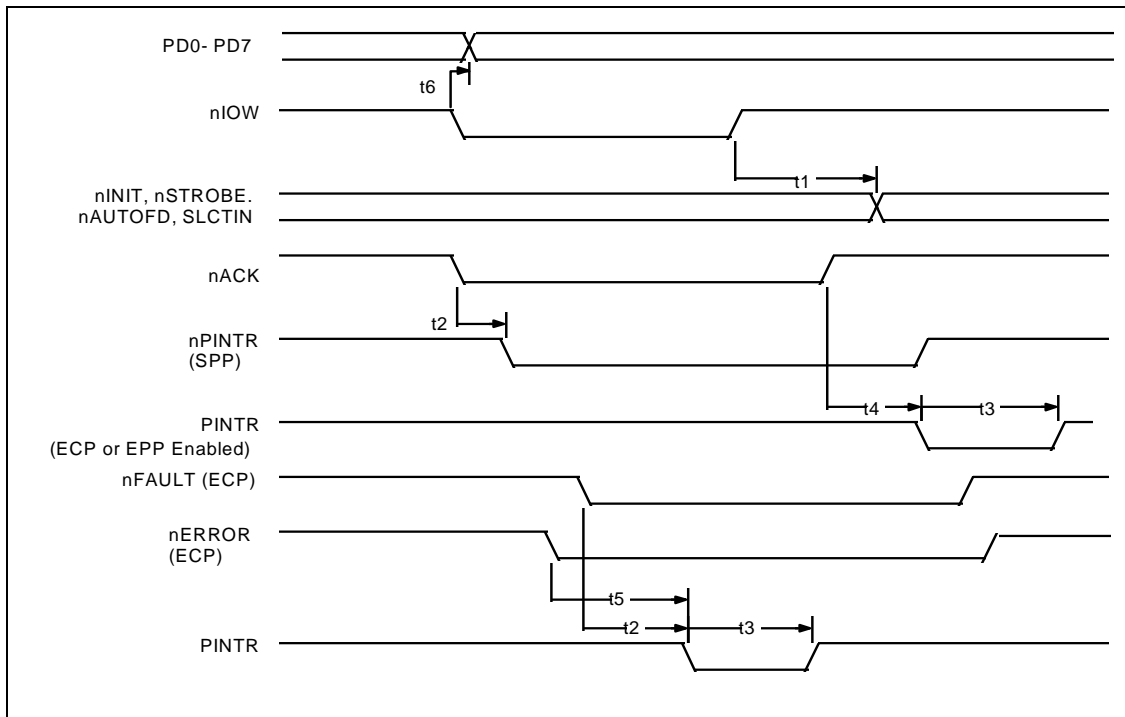 PD0- PD7
t6
nIOW
t1
nINIT, nSTROBE.
nAUTOFD, SLCTIN
nACK
t2
nPINTR
(SPP)
t4
t3
PINTR
(ECP or EPP Enabled)
nFAULT (ECP)
nERROR
(ECP)
t5
t2
t3
PINTR